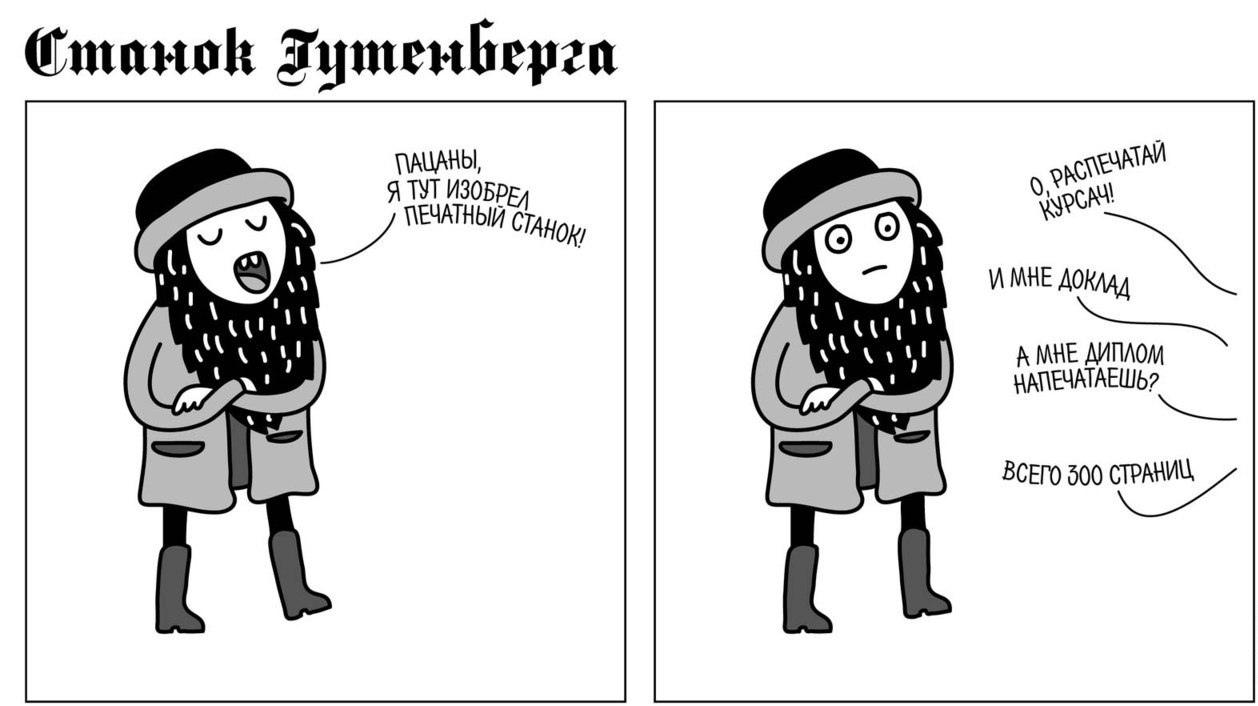 Станок Гутенберга
ПАЦАНЫ,
Я ТУТ ИЗОБРЕЛ
ПЕЧАТНЫЙ СТАНОК!
О, РАСПЕЧАТАЙ
КУРСАЧ!
И МНЕ ДОКЛАД
А МНЕ ДИПЛОМ
НАПЕЧАТАЕШЬ?
ВСЕГО 300 СТРАНИЦ